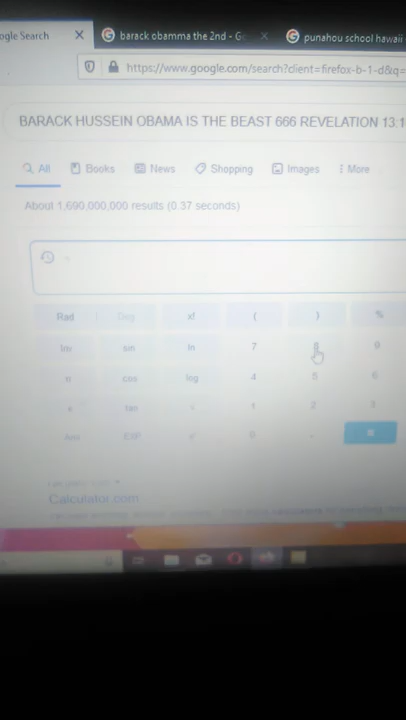 ogle Search
barack obamma the 2nd - G
punahou school hawaii
https://www.google.com/search?client=firefox-b-1-d&q=
BARACK HUSSEIN OBAMA IS THE BEAST 666 REVELATION 13:1
All Books News Shopping Images More
About 1,690,000,000 results (0.37 seconds)
Rad Deg x! ( ) %
Inv sin ln 7 8 9
π cos log 4 5 6
e tan 1 2 3
Ans EXP 0 . =
Calculator.com